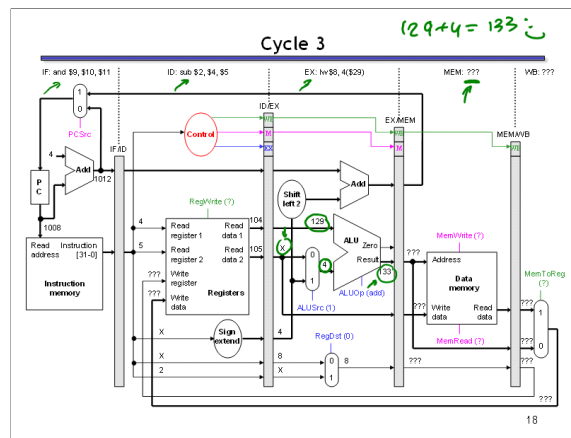 129+4 = 133
Cycle 3
IF: and $9, $10, $11
ID: sub $2, $4, $5
EX: lw $8, 4($29)
MEM: ???
WB: ???
1
0
PCSrc
4
Add
1012
P
C
1008
Read
address
Instruction
[31-0]
Instruction
memory
IF/ID
Control
ID/EX
WB
M
EX
RegWrite (?)
4
5
???
???
Read
register 1
Read
data 1
Read
register 2
Read
data 2
Write
register
Write
data
Registers
104
105
Sign
extend
X
4
X
8
8
2
X
Shift
left 2
Add
129
X
4
0
1
ALUSrc (1)
ALU
Zero
Result
133
ALUOp (add)
RegDst (0)
0
1
EX/MEM
WB
M
MemWrite (?)
Address
Data
memory
Write
data
Read
data
MemRead (?)
???
???
MEM/WB
WB
MemToReg
(?)
???
???
1
0
???
???
18